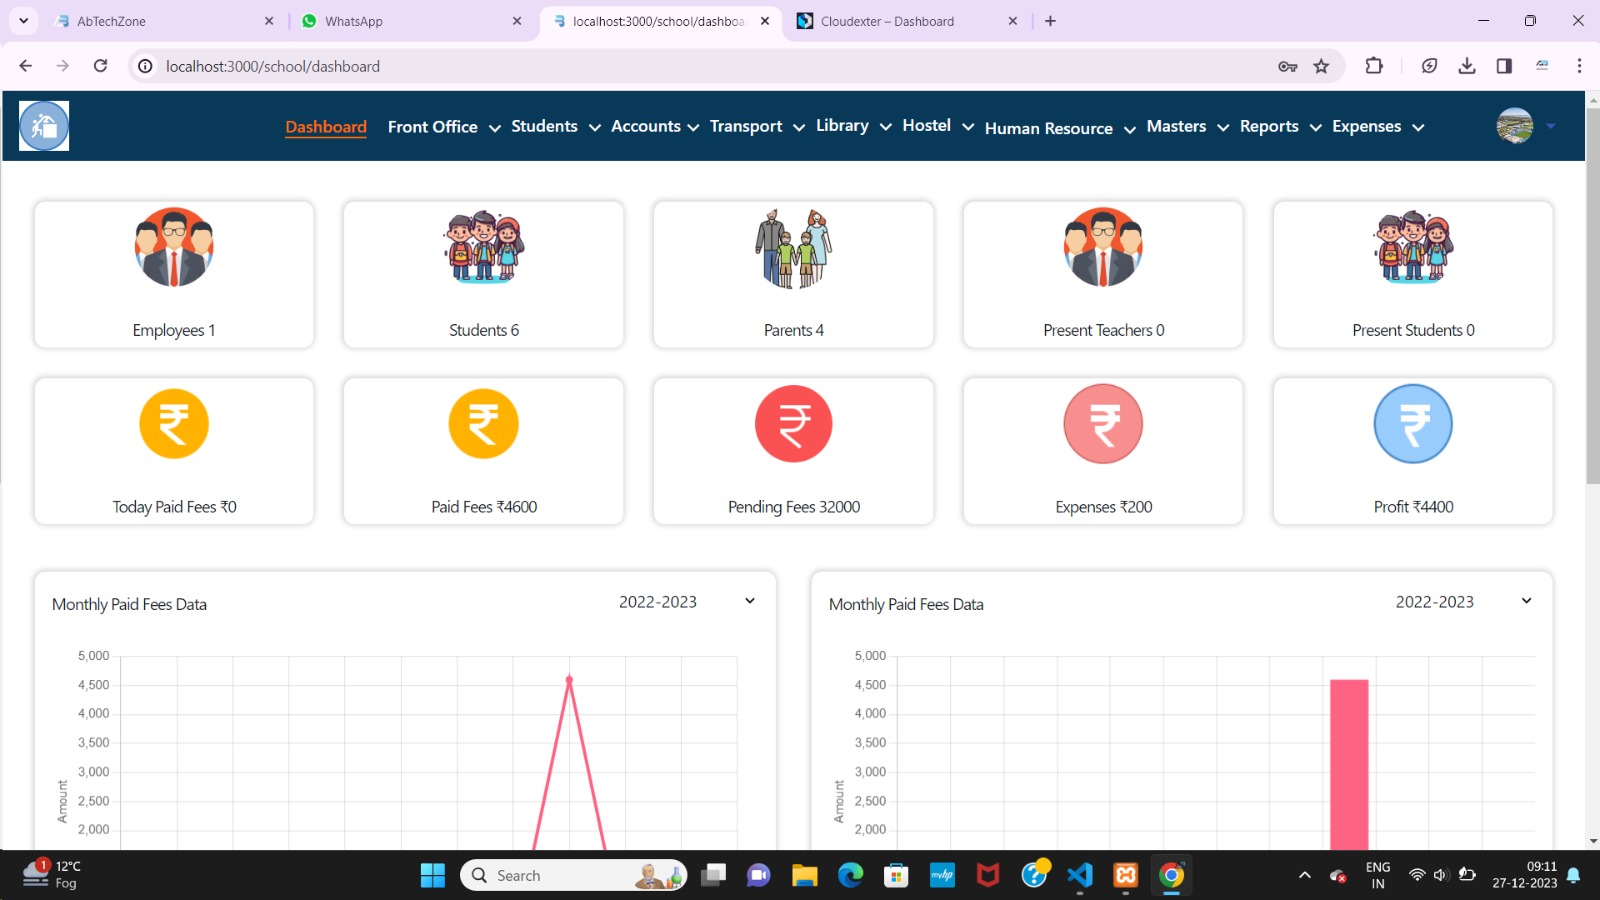 AbTechZone
WhatsApp
localhost:3000/school/dashboa
Cloudexter – Dashboard
localhost:3000/school/dashboard
Dashboard Front Office Students Accounts Transport Library Hostel Human Resource Masters Reports Expenses
Employees 1
Students 6
Parents 4
Present Teachers 0
Present Students 0
Today Paid Fees ₹0
Paid Fees ₹4600
Pending Fees 32000
Expenses ₹200
Profit ₹4400
Monthly Paid Fees Data
2022-2023
5,000
4,500
4,000
3,500
3,000
2,500
2,000
Amount
Monthly Paid Fees Data
2022-2023
5,000
4,500
4,000
3,500
3,000
2,500
2,000
Amount
1
12°C
Fog
Search
myhp
ENG
IN
09:11
27-12-2023